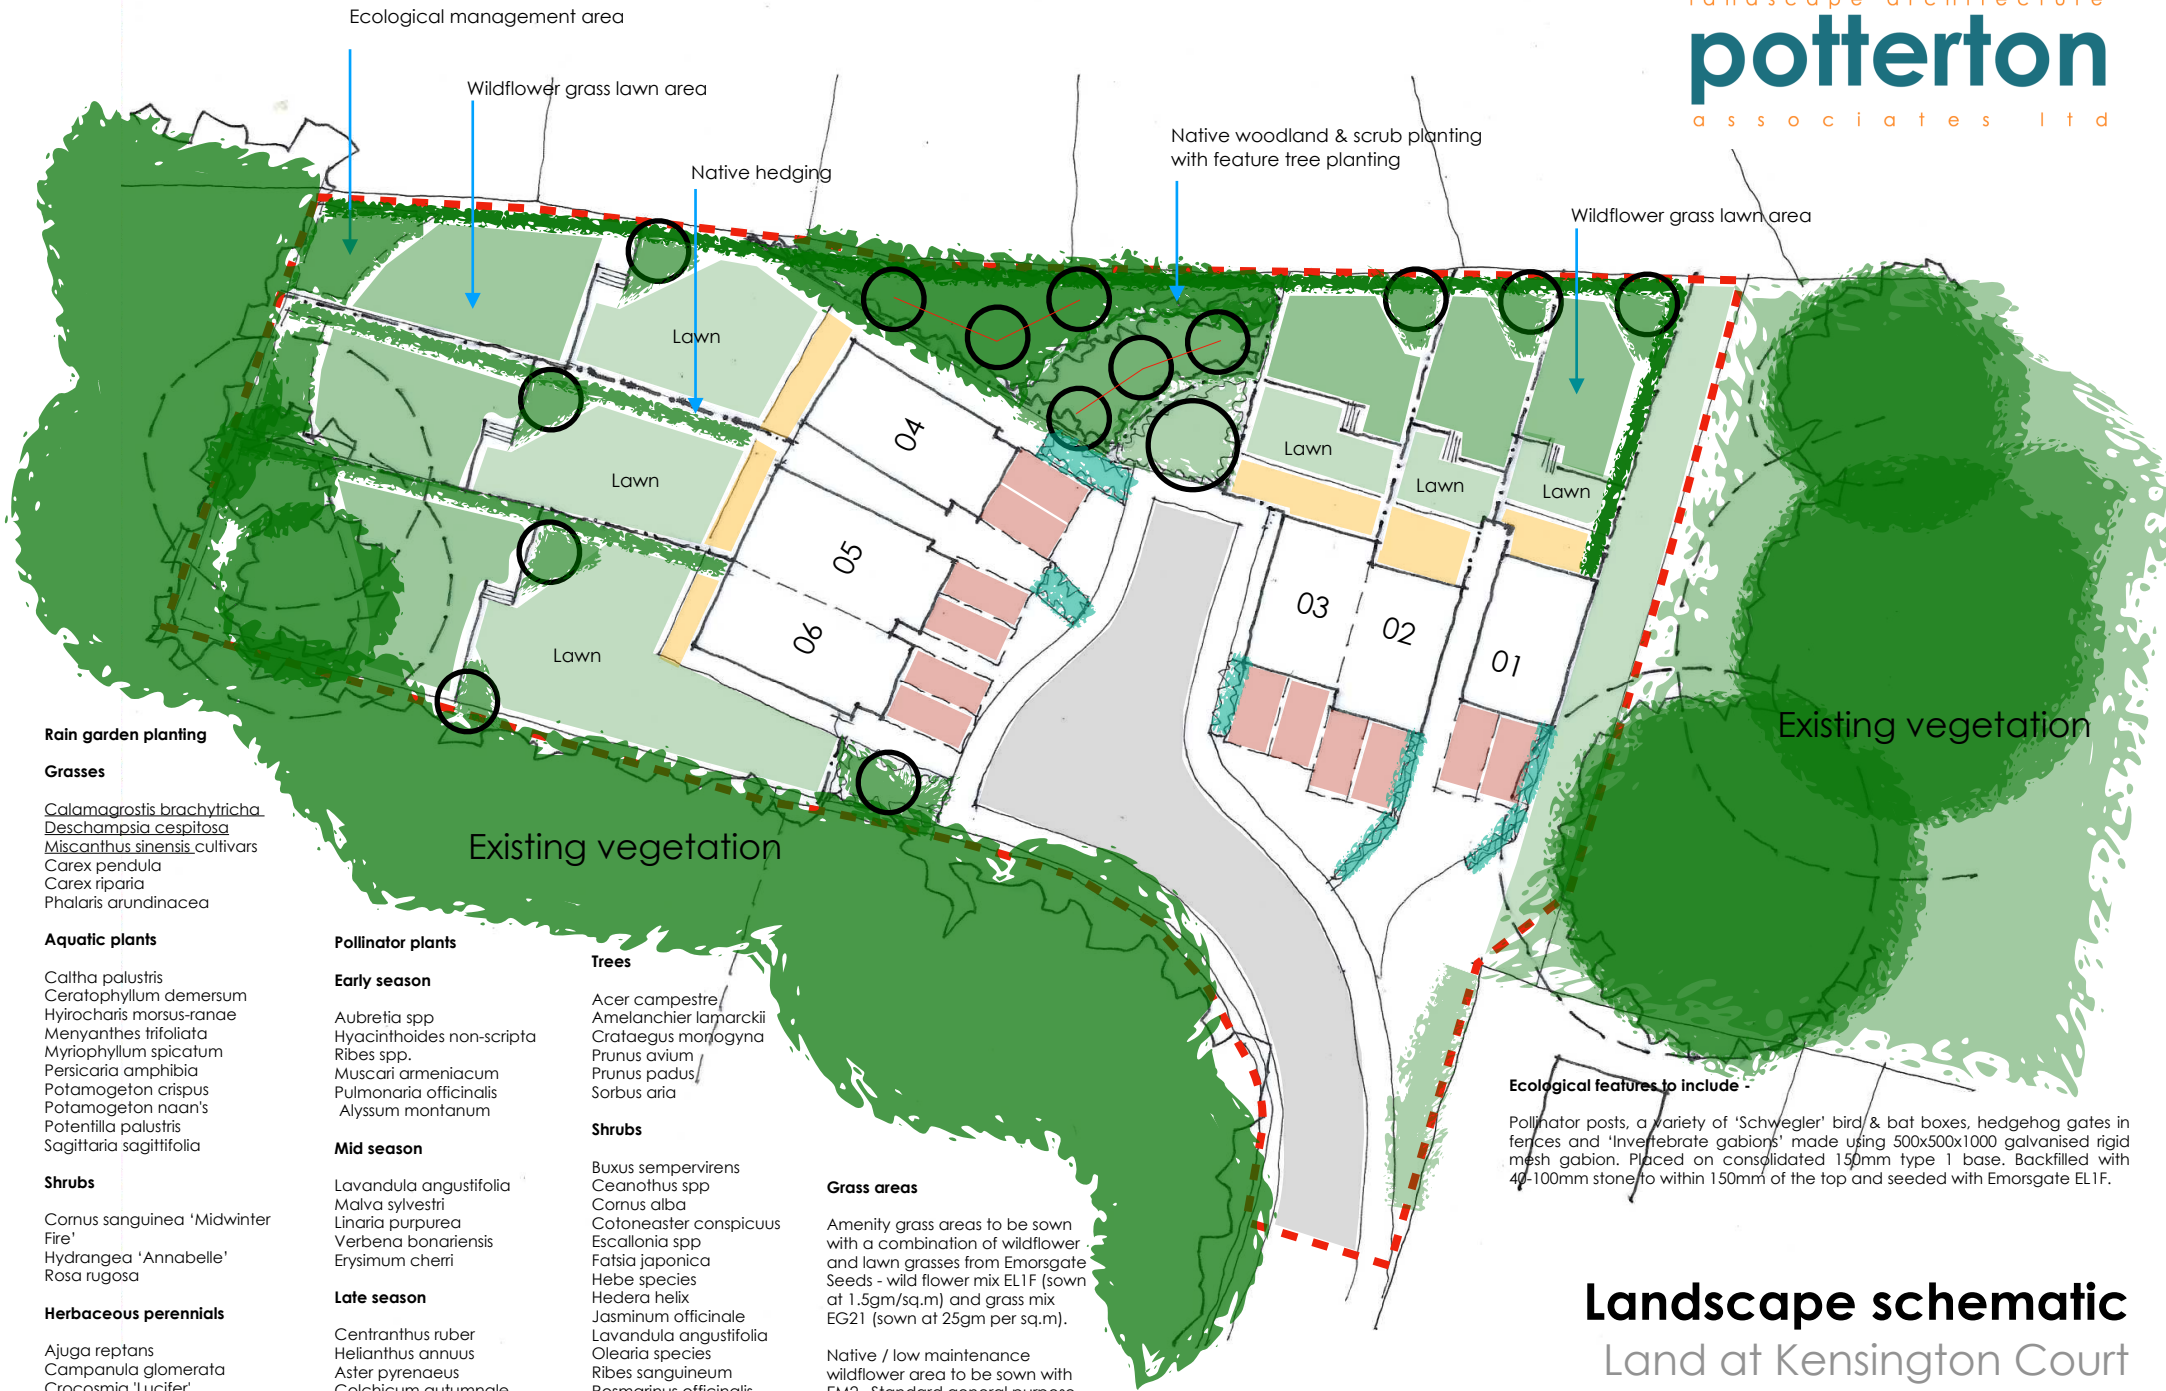 landscape architecture
potterton
associates ltd
Ecological management area
Wildflower grass lawn area
Native hedging
Native woodland & scrub planting
with feature tree planting
Wildflower grass lawn area
Lawn
Lawn
Lawn
Lawn
Lawn
Lawn
04
05
06
03
02
01
Existing vegetation
Existing vegetation
Rain garden planting
Grasses
Calamagrostis brachytricha
Deschampsia cespitosa
Miscanthus sinensis cultivars
Carex pendula
Carex riparia
Phalaris arundinacea
Aquatic plants
Caltha palustris
Ceratophyllum demersum
Hyirocharis morsus-ranae
Menyanthes trifoliata
Myriophyllum spicatum
Persicaria amphibia
Potamogeton crispus
Potamogeton naan's
Potentilla palustris
Sagittaria sagittifolia
Shrubs
Cornus sanguinea ‘Midwinter
Fire’
Hydrangea ‘Annabelle’
Rosa rugosa
Herbaceous perennials
Ajuga reptans
Campanula glomerata
Crocosmia 'Lucifer'
Pollinator plants
Early season
Aubretia spp
Hyacinthoides non-scripta
Ribes spp.
Muscari armeniacum
Pulmonaria officinalis
Alyssum montanum
Mid season
Lavandula angustifolia
Malva sylvestri
Linaria purpurea
Verbena bonariensis
Erysimum cherri
Late season
Centranthus ruber
Helianthus annuus
Aster pyrenaeus
Colchicum autumnale
Trees
Acer campestre
Amelanchier lamarckii
Crataegus monogyna
Prunus avium
Prunus padus
Sorbus aria
Shrubs
Buxus sempervirens
Ceanothus spp
Cornus alba
Cotoneaster conspicuus
Escallonia spp
Fatsia japonica
Hebe species
Hedera helix
Jasminum officinale
Lavandula angustifolia
Olearia species
Ribes sanguineum
Rosmarinus officinalis
Grass areas
Amenity grass areas to be sown
with a combination of wildflower
and lawn grasses from Emorsgate
Seeds - wild flower mix EL1F (sown
at 1.5gm/sq.m) and grass mix
EG21 (sown at 25gm per sq.m).
Native / low maintenance
wildflower area to be sown with
EM2- Standard general purpose
Ecological features to include -
Pollinator posts, a variety of ‘Schwegler’ bird & bat boxes, hedgehog gates in
fences and ‘Invertebrate gabions’ made using 500x500x1000 galvanised rigid
mesh gabion. Placed on consolidated 150mm type 1 base. Backfilled with
40-100mm stone to within 150mm of the top and seeded with Emorsgate EL1F.
Landscape schematic
Land at Kensington Court